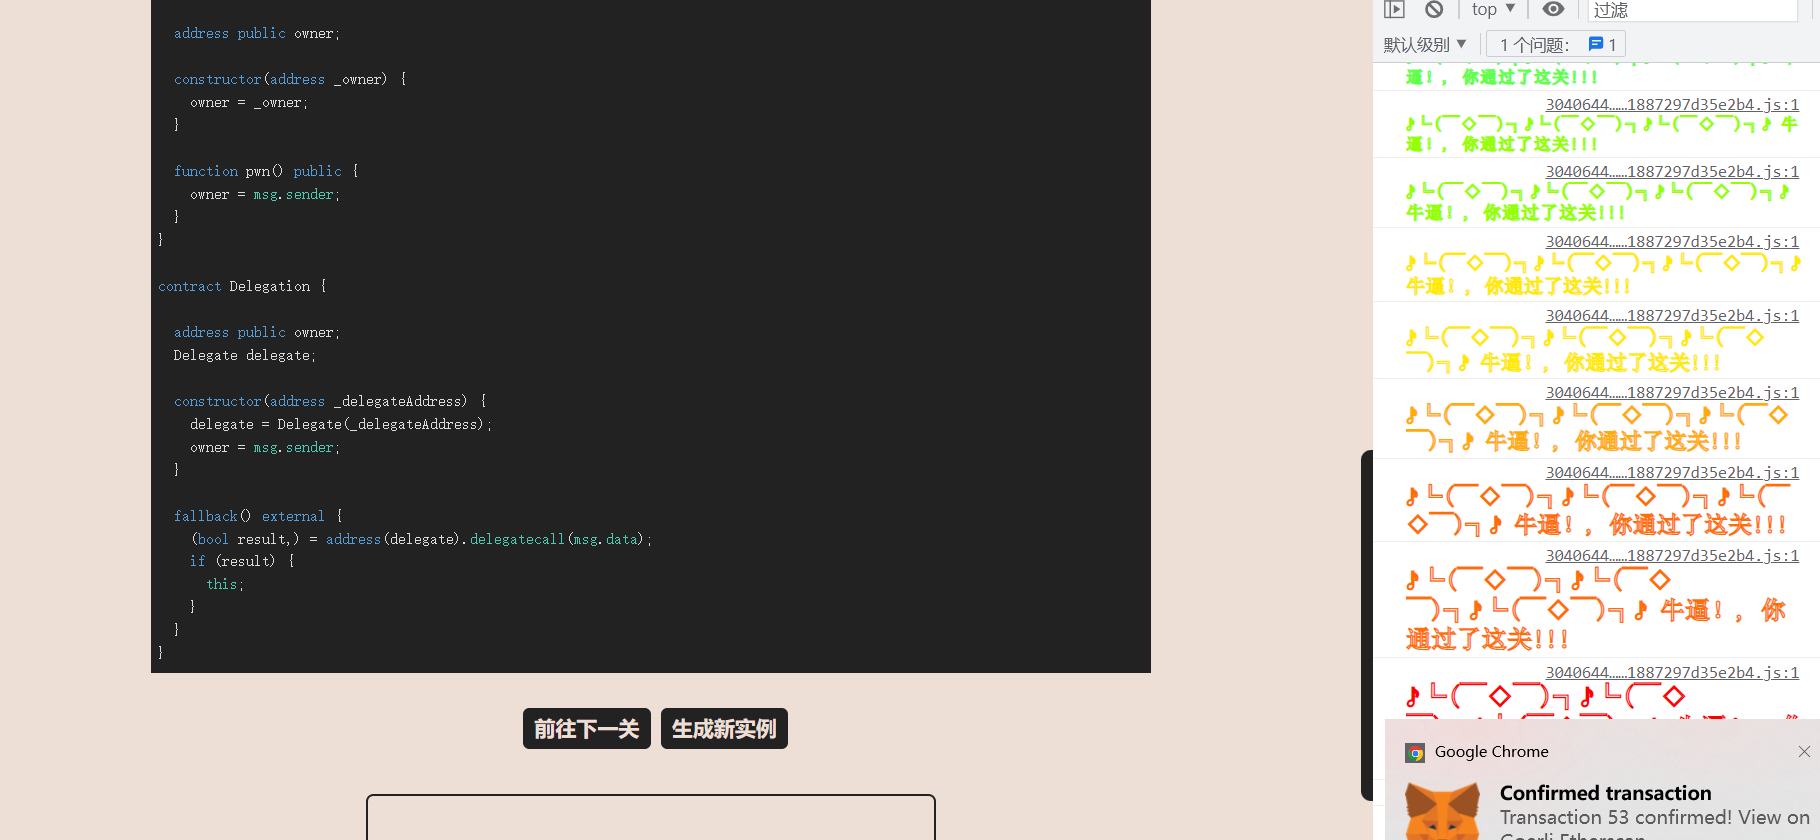 address public owner;
constructor(address _owner) {
owner = _owner;
}
function pwn() public {
owner = msg.sender;
}
}
contract Delegation {
address public owner;
Delegate delegate;
constructor(address _delegateAddress) {
delegate = Delegate(_delegateAddress);
owner = msg.sender;
}
fallback() external {
(bool result,) = address(delegate).delegatecall(msg.data);
if (result) {
this;
}
}
}
前往下一关 生成新实例
top ▼ 过滤
默认级别 ▼ 1 个问题： 1
逼!, 你通过了这关!!!
3040644……1887297d35e2b4.js:1
♪┗(￣◇￣)┓♪┗(￣◇￣)┓♪┗(￣◇￣)┓♪ 牛
逼!, 你通过了这关!!!
3040644……1887297d35e2b4.js:1
♪┗(￣◇￣)┓♪┗(￣◇￣)┓♪┗(￣◇￣)┓♪
牛逼!, 你通过了这关!!!
3040644……1887297d35e2b4.js:1
♪┗(￣◇￣)┓♪┗(￣◇￣)┓♪┗(￣◇￣)┓♪
牛逼!, 你通过了这关!!!
3040644……1887297d35e2b4.js:1
♪┗(￣◇￣)┓♪┗(￣◇￣)┓♪┗(￣◇
￣)┓♪ 牛逼!, 你通过了这关!!!
3040644……1887297d35e2b4.js:1
♪┗(￣◇￣)┓♪┗(￣◇￣)┓♪┗(￣◇
￣)┓♪ 牛逼!, 你通过了这关!!!
3040644……1887297d35e2b4.js:1
♪┗(￣◇￣)┓♪┗(￣◇￣)┓♪┗(￣
◇￣)┓♪ 牛逼!, 你通过了这关!!!
3040644……1887297d35e2b4.js:1
♪┗(￣◇￣)┓♪┗(￣◇
￣)┓♪┗(￣◇￣)┓♪ 牛逼!, 你
通过了这关!!!
3040644……1887297d35e2b4.js:1
♪┗(￣◇￣)┓♪┗(￣◇
Google Chrome
Confirmed transaction
Transaction 53 confirmed! View on
Goerli Etherscan